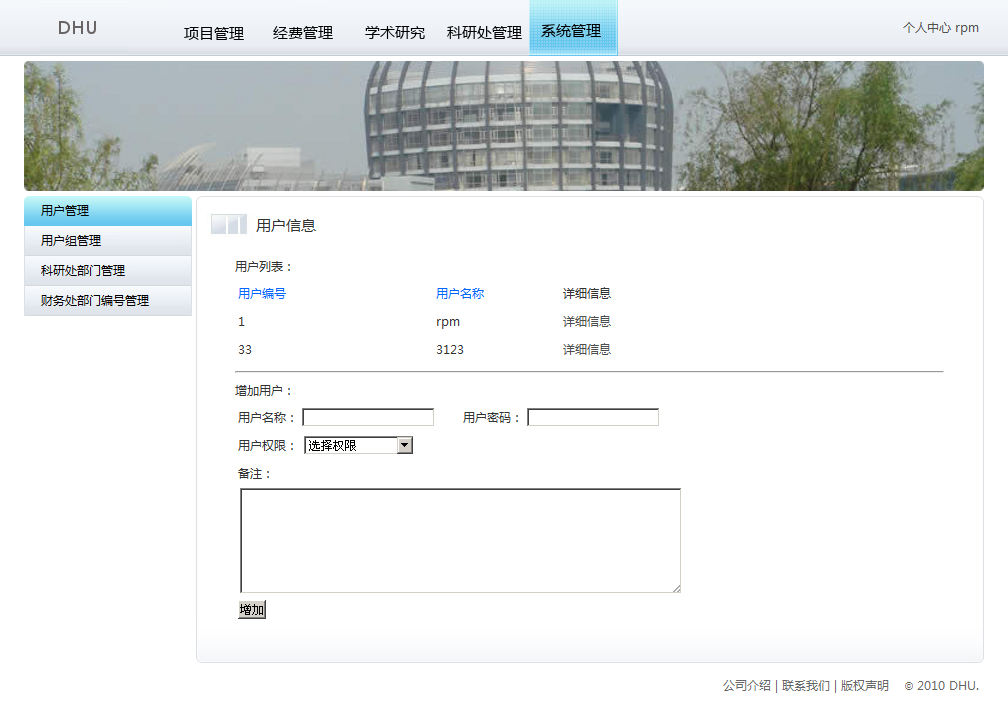 DHU 项目管理 经费管理 学术研究 科研处管理 系统管理 个人中心 rpm
用户管理
用户组管理
科研处部门管理
财务处部门编号管理
用户信息
用户列表：
用户编号 用户名称 详细信息
1 rpm 详细信息
33 3123 详细信息
增加用户：
用户名称： 用户密码：
用户权限： 选择权限
备注：
增加
公司介绍 | 联系我们 | 版权声明 © 2010 DHU.